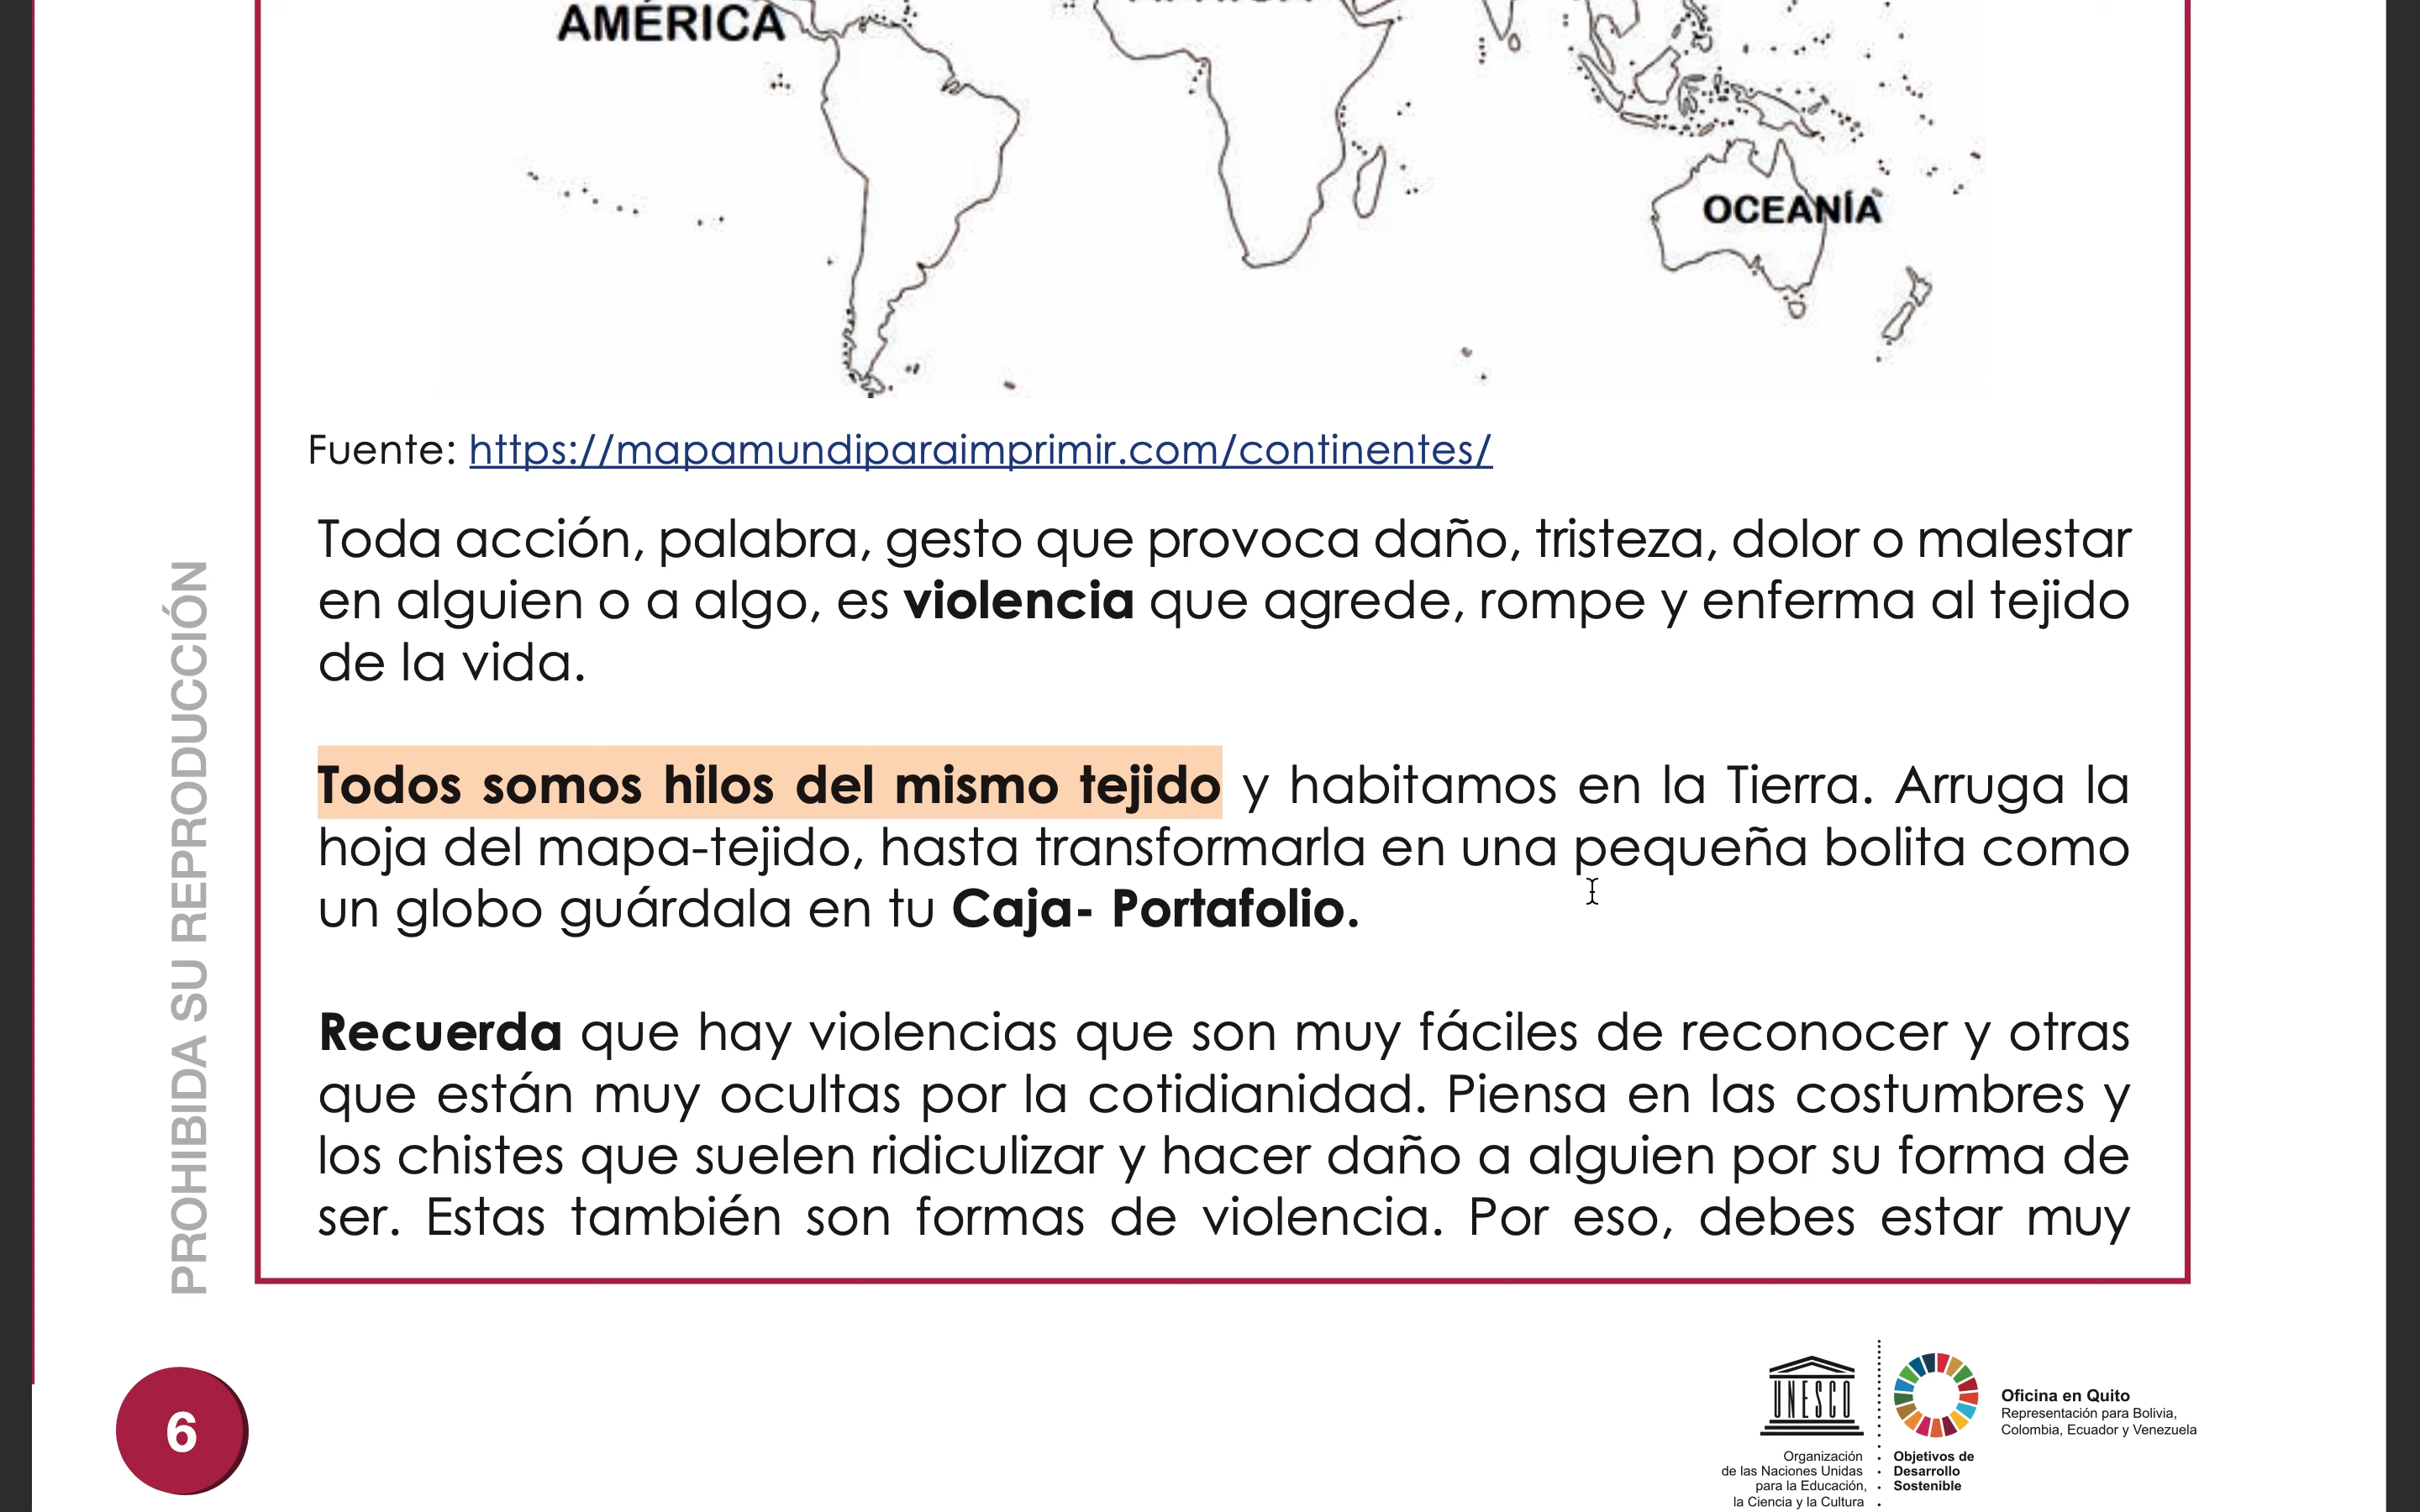 AMÉRICA
OCEANÍA
Fuente: https://mapamundiparaimprimir.com/continentes/
Toda acción, palabra, gesto que provoca daño, tristeza, dolor o malestar
en alguien o a algo, es violencia que agrede, rompe y enferma al tejido
de la vida.
Todos somos hilos del mismo tejido y habitamos en la Tierra. Arruga la
hoja del mapa-tejido, hasta transformarla en una pequeña bolita como
un globo guárdala en tu Caja- Portafolio.
Recuerda que hay violencias que son muy fáciles de reconocer y otras
que están muy ocultas por la cotidianidad. Piensa en las costumbres y
los chistes que suelen ridiculizar y hacer daño a alguien por su forma de
ser. Estas también son formas de violencia. Por eso, debes estar muy
PROHIBIDA SU REPRODUCCIÓN
6
UNESCO
Organización
de las Naciones Unidas
para la Educación,
la Ciencia y la Cultura
Objetivos de
Desarrollo
Sostenible
Oficina en Quito
Representación para Bolivia,
Colombia, Ecuador y Venezuela